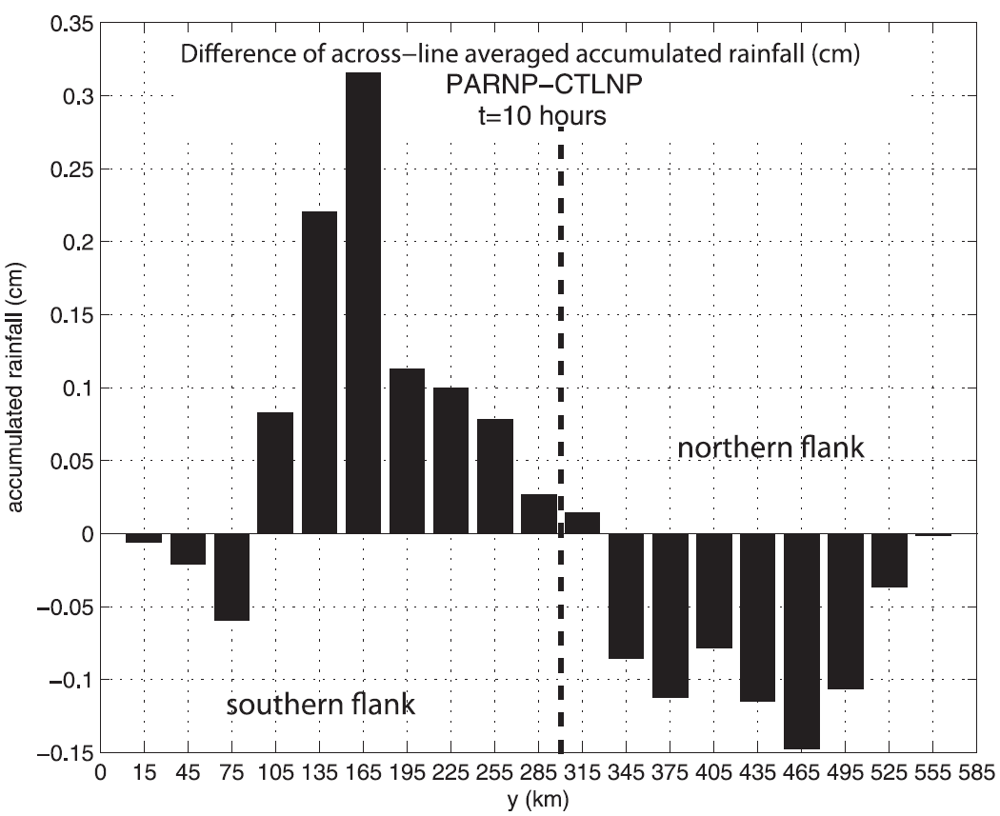 Difference of across−line averaged accumulated rainfall (cm)
PARNP−CTLNP
t=10 hours
0.35
0.3
0.25
0.2
0.15
0.1
0.05
0
−0.05
−0.1
−0.15
accumulated rainfall (cm)
northern flank
southern flank
0 15 45 75 105 135 165 195 225 255 285 315 345 375 405 435 465 495 525 555 585
y (km)